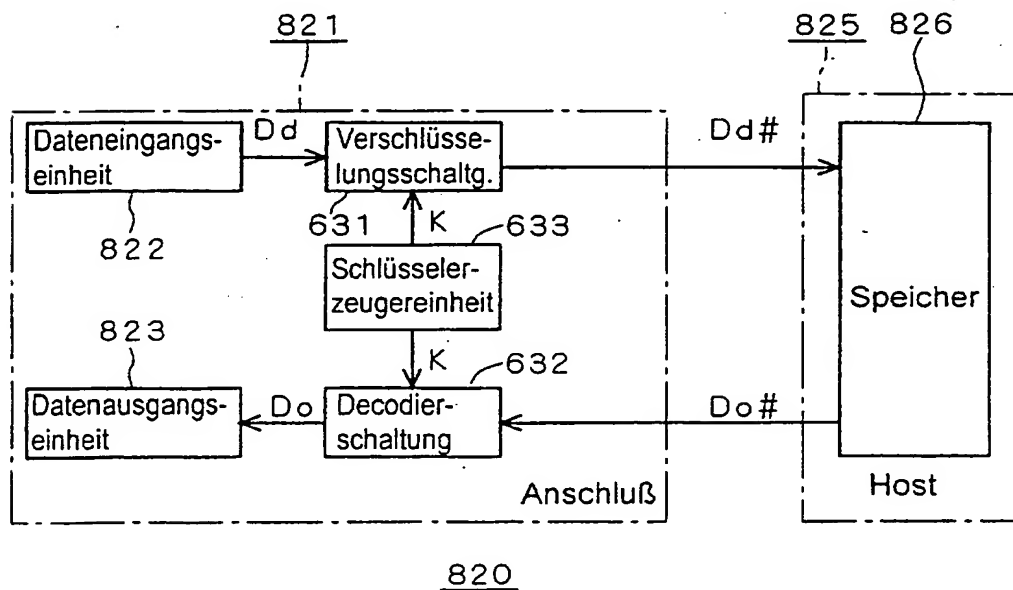 821
825
826
Dateneingangs-
einheit
Dd
Verschlüsse-
lungsschaltg.
Dd#
822
631
K
633
Schlüsseler-
zeugereinheit
Speicher
823
K
632
Datenausgangs-
einheit
Do
Decodier-
schaltung
Do#
Anschluß
Host
820